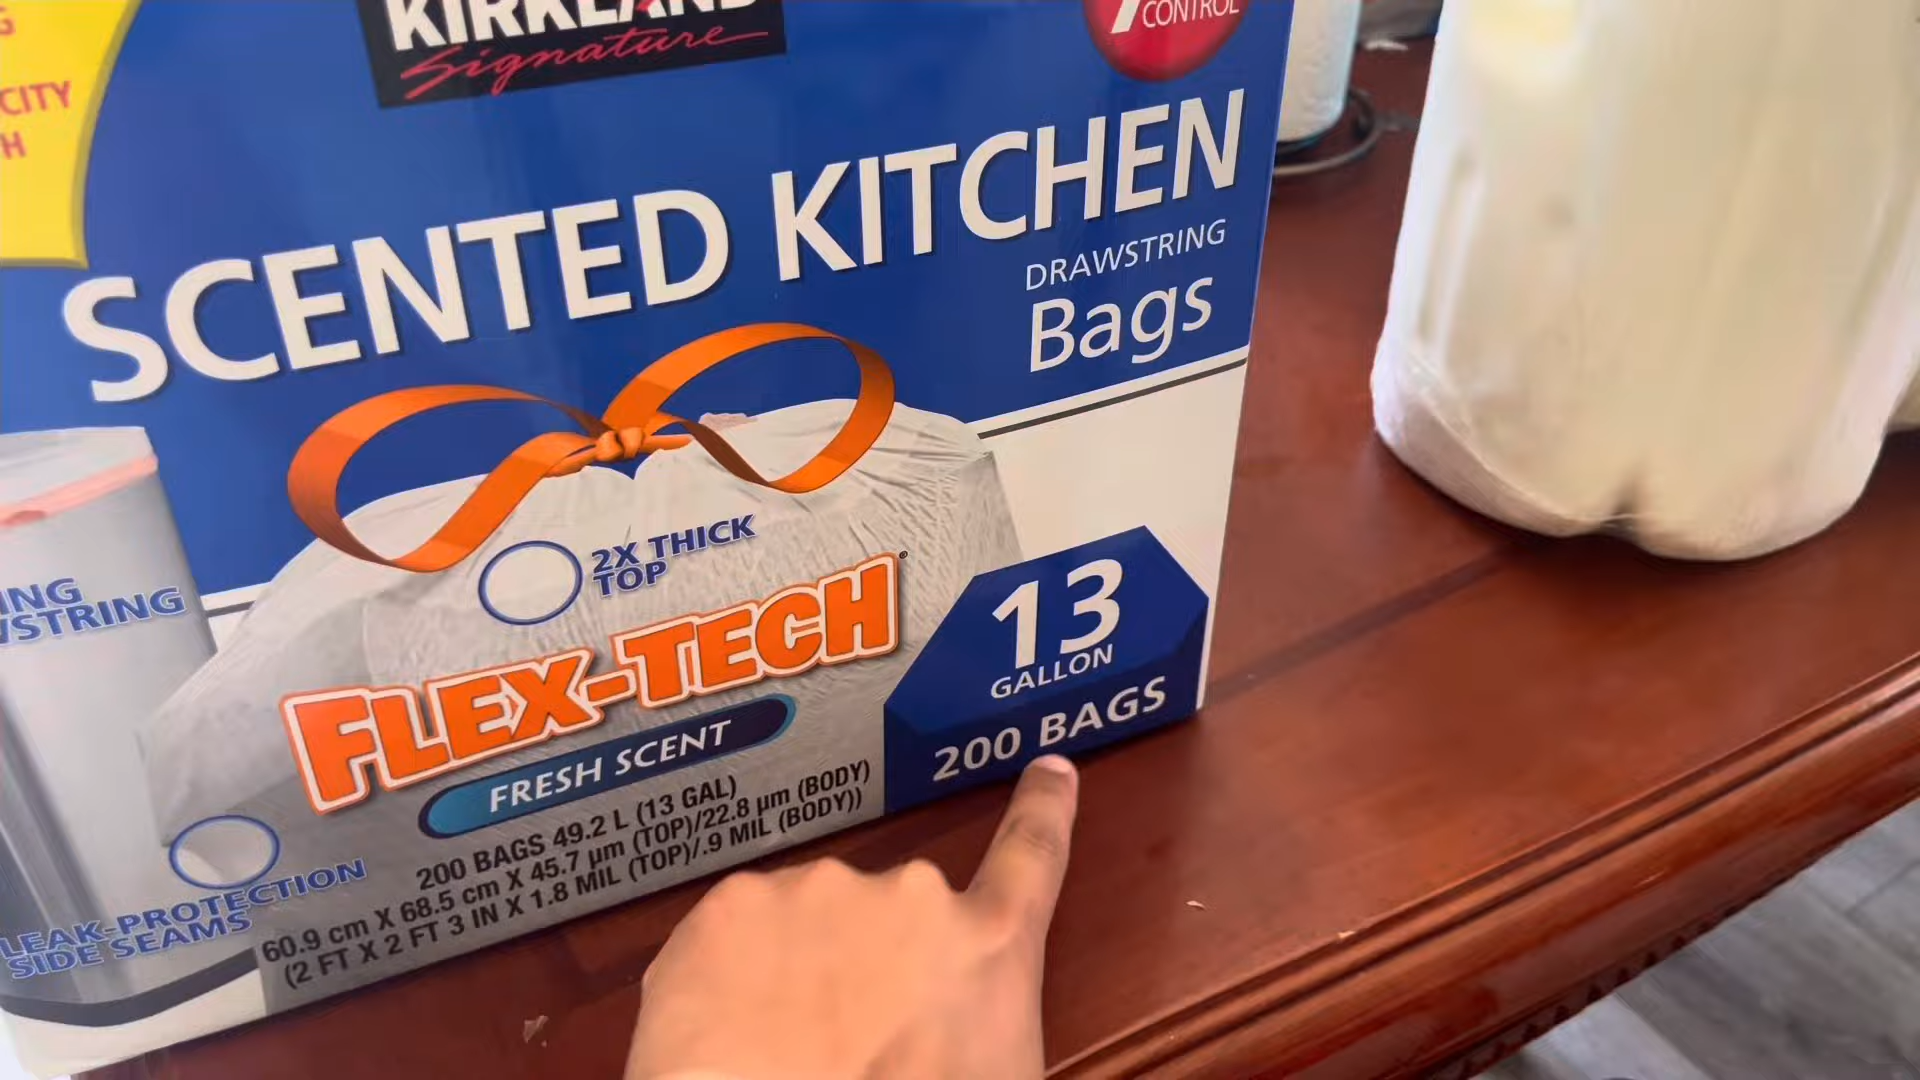 CITY
KIRKLAND
Signature
CONTROL
SCENTED KITCHEN
DRAWSTRING
Bags
2X THICK
TOP
FLEX-TECH
FRESH SCENT
13
GALLON
200 BAGS
LEAK-PROTECTION
SIDE SEAMS
200 BAGS 49.2 L (13 GAL)
60.9 cm X 68.5 cm X 45.7 µm (TOP)/22.8 µm (BODY)
(2 FT X 2 FT 3 IN X 1.8 MIL (TOP)/.9 MIL (BODY))